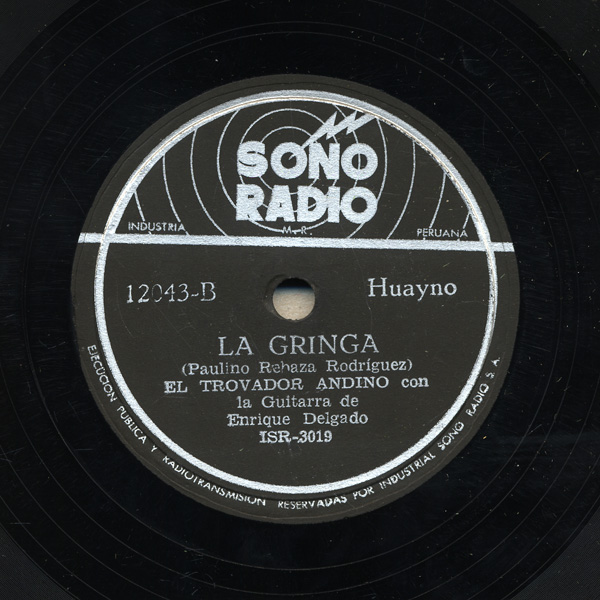 SONO
RADIO
INDUSTRIA
M. R.
PERUANA
12043-B
Huayno
LA GRINGA
(Paulino Rebaza Rodríguez)
EL TROVADOR ANDINO con
la Guitarra de
Enrique Delgado
ISR-3019
EJECUCION PUBLICA Y RADIOTRANSMISION RESERVADAS POR INDUSTRIAL SONO RADIO S. A.